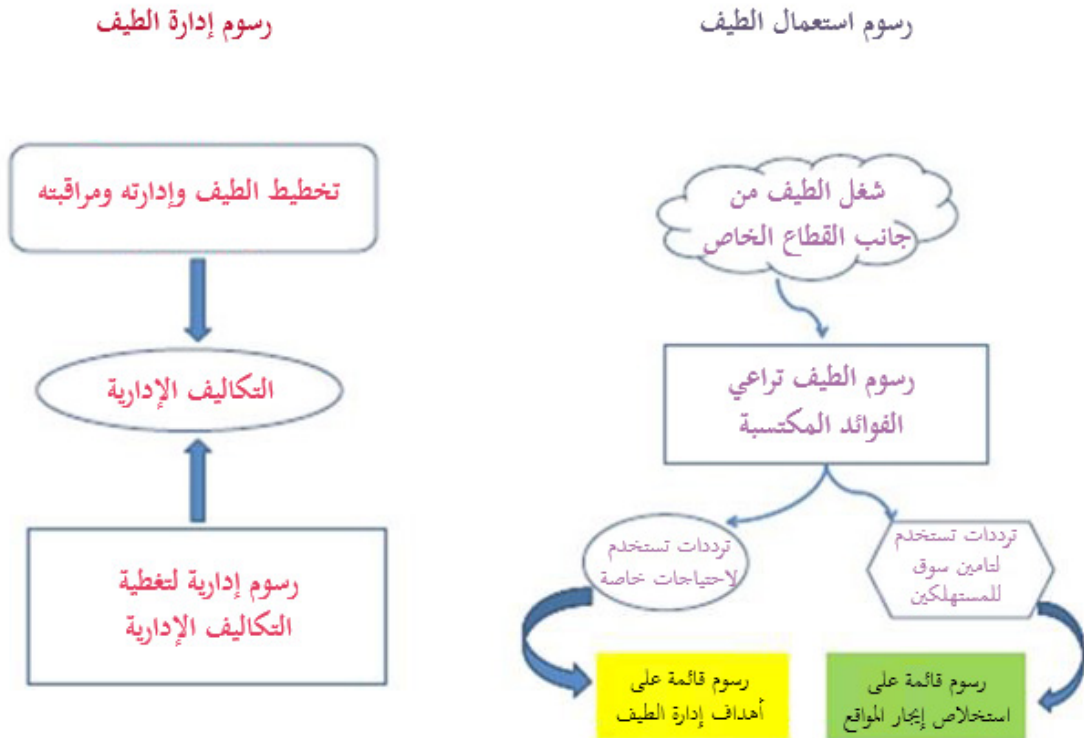 رسوم استعمال الطيف
رسوم إدارة الطيف
شغل الطيف من
جانب القطاع الخاص
رسوم الطيف تراعي
الفوائد المكتسبة
ترددات تستخدم
لتامين سوق
للمستهلكين
ترددات تستخدم
لاحتياجات خاصة
رسوم قائمة على
استخلاص إيجار المواقع
رسوم قائمة على
أهداف إدارة الطيف
تخطيط الطيف وإدارته ومراقبته
التكاليف الإدارية
رسوم إدارية لتغطية
التكاليف الإدارية